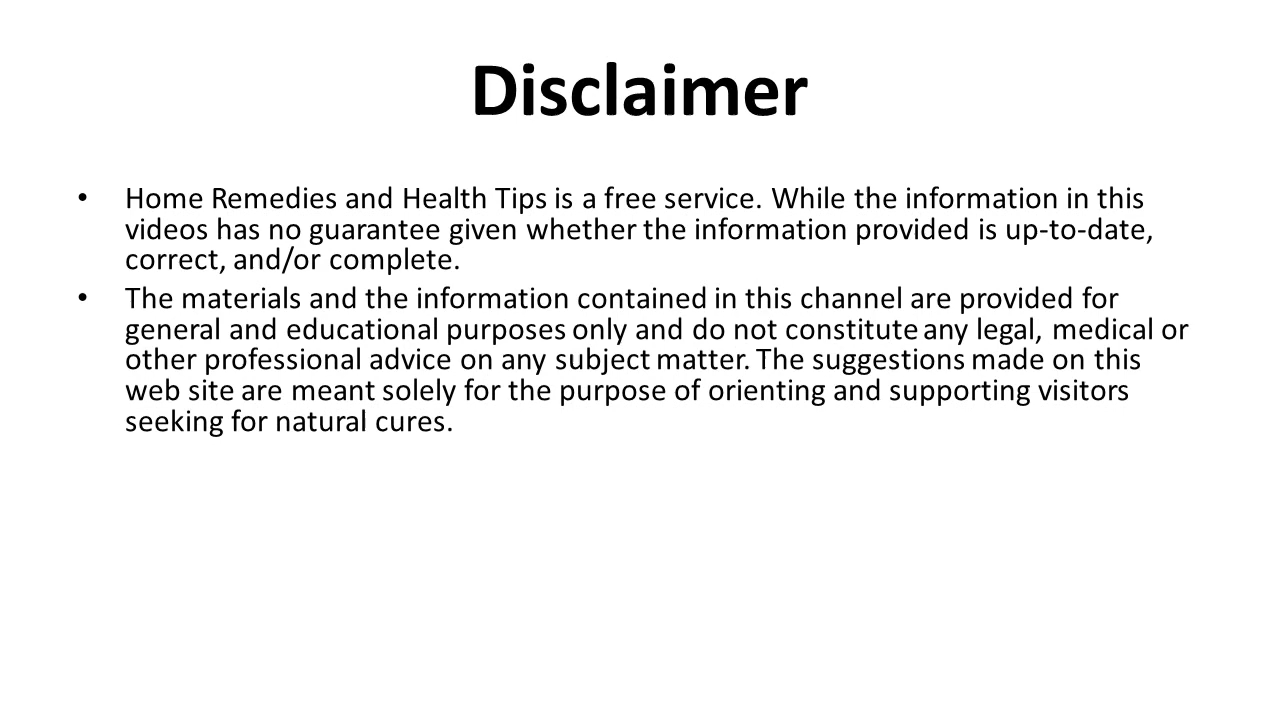 Disclaimer
• Home Remedies and Health Tips is a free service. While the information in this
videos has no guarantee given whether the information provided is up-to-date,
correct, and/or complete.
• The materials and the information contained in this channel are provided for
general and educational purposes only and do not constitute any legal, medical or
other professional advice on any subject matter. The suggestions made on this
web site are meant solely for the purpose of orienting and supporting visitors
seeking for natural cures.